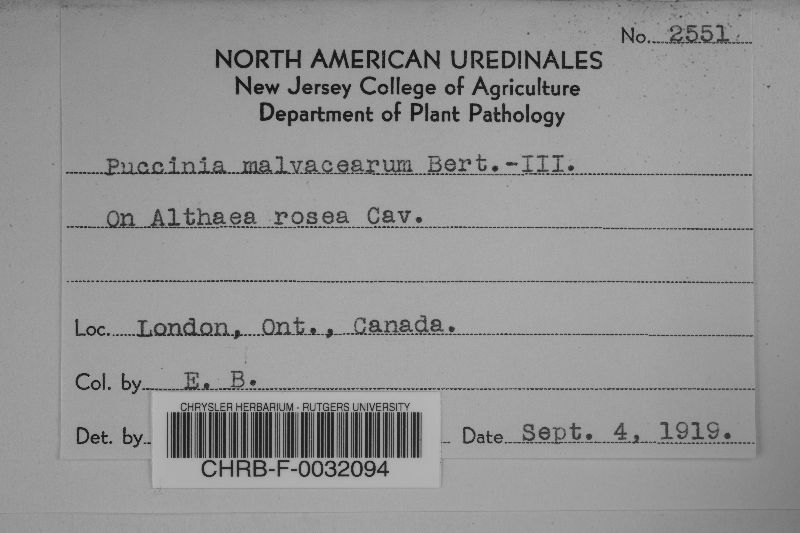 No. 2551
NORTH AMERICAN UREDINALES
New Jersey College of Agriculture
Department of Plant Pathology
Puccinia malvacearum Bert.-III.
On Althaea rosea Cav.
Loc. London, Ont., Canada.
Col. by E. B.
Det. by Date Sept. 4, 1919.
CHRYSLER HERBARIUM - RUTGERS UNIVERSITY
CHRB-F-0032094